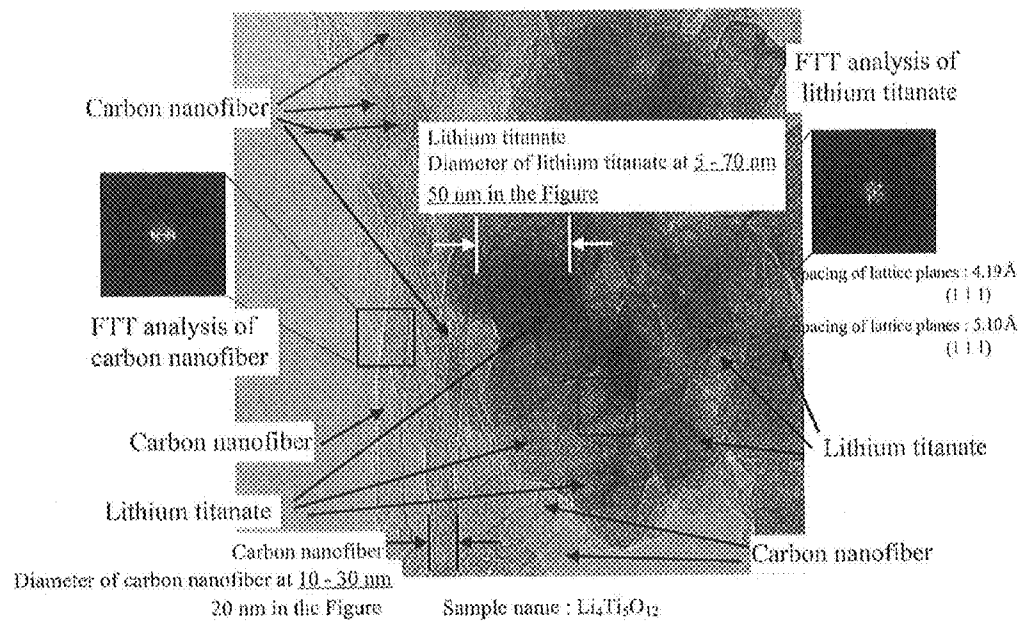 FTT analysis of
lithium titanate
Carbon nanofiber
Lithium titanate
Diameter of lithium titanate at 5 - 70 nm
50 nm in the Figure
pacing of lattice planes : 4.19Å
(1 1 1)
FTT analysis of
carbon nanofiber
pacing of lattice planes : 5.10Å
(1 1 1)
Carbon nanofiber
Lithium titanate
Lithium titanate
Carbon nanofiber
Diameter of carbon nanofiber at 10 - 30 nm
20 nm in the Figure
Carbon nanofiber
Sample name : Li₄Ti₅O₁₂